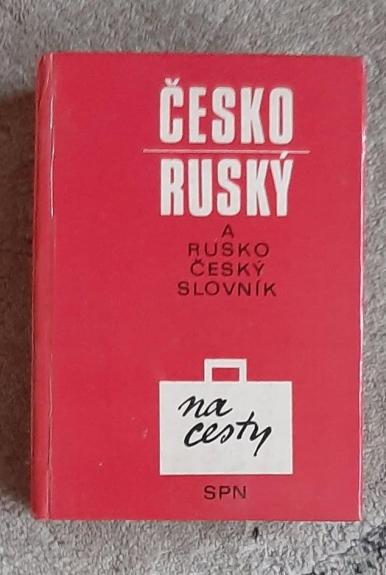 ČESKO
RUSKÝ
A
RUSKO
ČESKÝ
SLOVNÍK
na
cesty
SPN